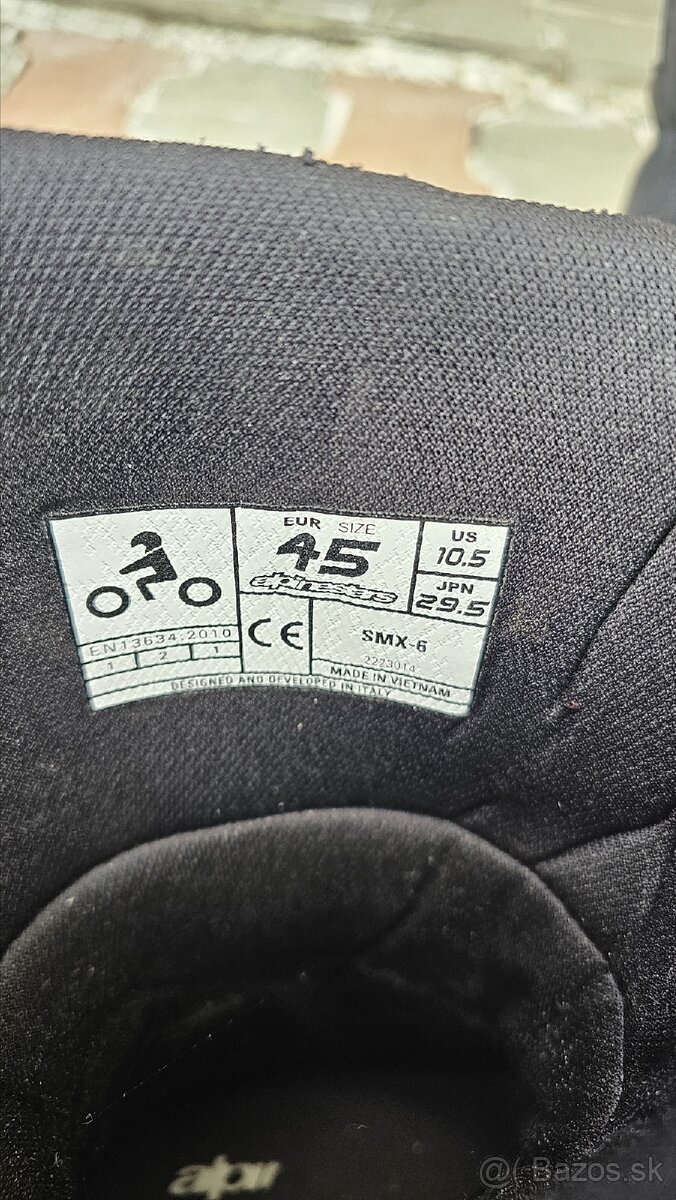 EUR SIZE
45
alpinestars
US
10.5
JPN
29.5
EN13634:2010
1 2 1
CE
SMX-6
2223014
MADE IN VIETNAM
DESIGNED AND DEVELOPED IN ITALY
alpi
@ Bazos.sk